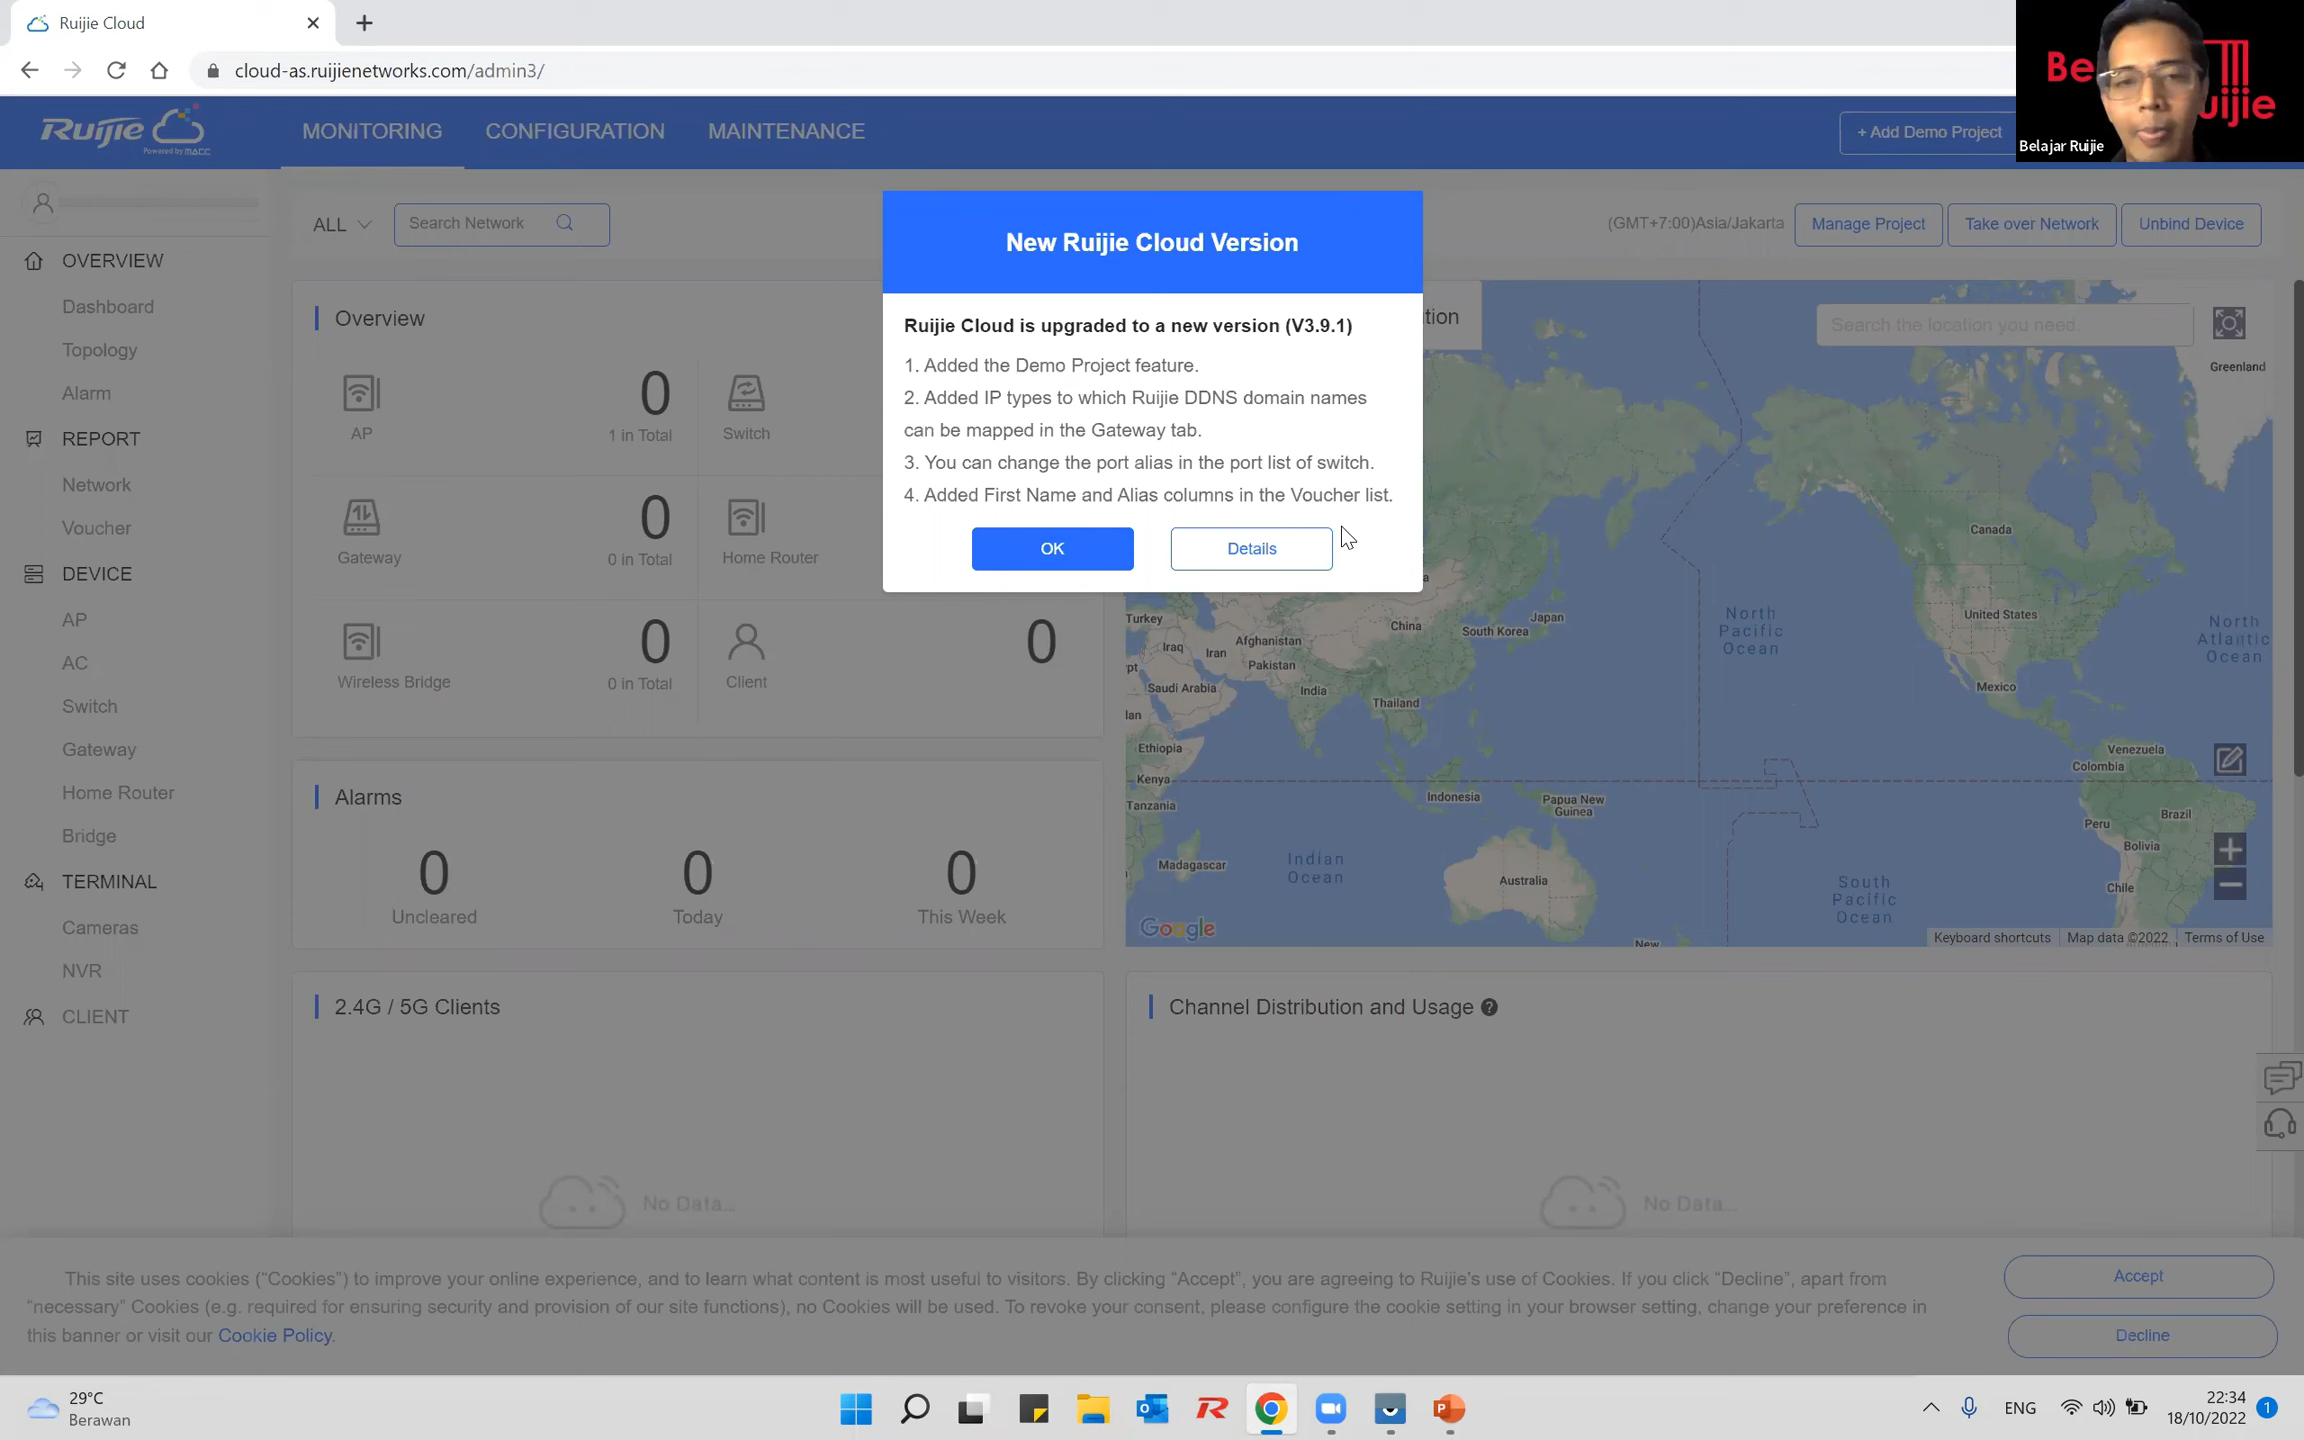 Ruijie Cloud
cloud-as.ruijienetworks.com/admin3/
Ruijie
Powered by MACC
MONITORING
CONFIGURATION
MAINTENANCE
+ Add Demo Project
Belajar Ruijie
ALL
Search Network
(GMT+7:00)Asia/Jakarta
Manage Project
Take over Network
Unbind Device
OVERVIEW
Dashboard
Topology
Alarm
REPORT
Network
Voucher
DEVICE
AP
AC
Switch
Gateway
Home Router
Bridge
TERMINAL
Cameras
NVR
CLIENT
Overview
0
AP
1 in Total
Switch
0
Gateway
0 in Total
Home Router
0
Wireless Bridge
0 in Total
0
Client
New Ruijie Cloud Version
Ruijie Cloud is upgraded to a new version (V3.9.1)
1. Added the Demo Project feature.
2. Added IP types to which Ruijie DDNS domain names
can be mapped in the Gateway tab.
3. You can change the port alias in the port list of switch.
4. Added First Name and Alias columns in the Voucher list.
OK
Details
tion
Search the location you need.
Greenland
Canada
United States
Mexico
North
Pacific
Ocean
North
Atlantic
Ocean
Turkey
Iraq
Iran
Afghanistan
Pakistan
China
South Korea
Japan
Saudi Arabia
India
Thailand
Ethiopia
Kenya
Tanzania
Indonesia
Papua New
Guinea
Venezuela
Colombia
Brazil
Peru
Bolivia
Chile
Madagascar
Indian
Ocean
Australia
South
Pacific
Ocean
New
Google
Keyboard shortcuts
Map data ©2022
Terms of Use
Alarms
0
0
0
Uncleared
Today
This Week
2.4G / 5G Clients
No Data...
Channel Distribution and Usage
No Data...
This site uses cookies (“Cookies”) to improve your online experience, and to learn what content is most useful to visitors. By clicking “Accept”, you are agreeing to Ruijie's use of Cookies. If you click “Decline”, apart from
“necessary” Cookies (e.g. required for ensuring security and provision of our site functions), no Cookies will be used. To revoke your consent, please configure the cookie setting in your browser setting, change your preference in
this banner or visit our Cookie Policy.
Accept
Decline
29°C
Berawan
ENG
22:34
18/10/2022
1